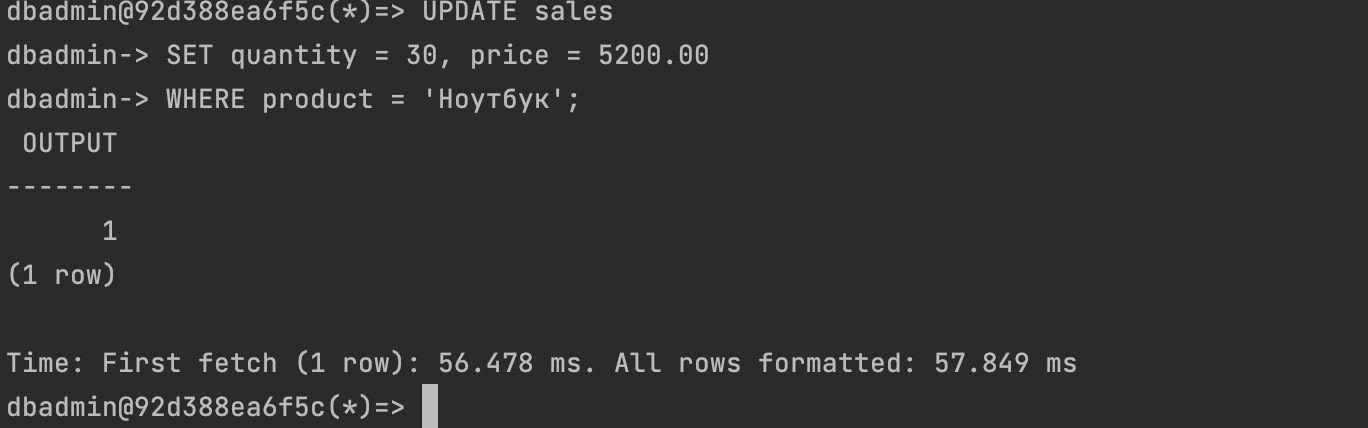 dbadmin@92d388ea6f5c(*)=> UPDATE sales
dbadmin-> SET quantity = 30, price = 5200.00
dbadmin-> WHERE product = 'Ноутбук';
 OUTPUT
--------
      1
(1 row)

Time: First fetch (1 row): 56.478 ms. All rows formatted: 57.849 ms
dbadmin@92d388ea6f5c(*)=>